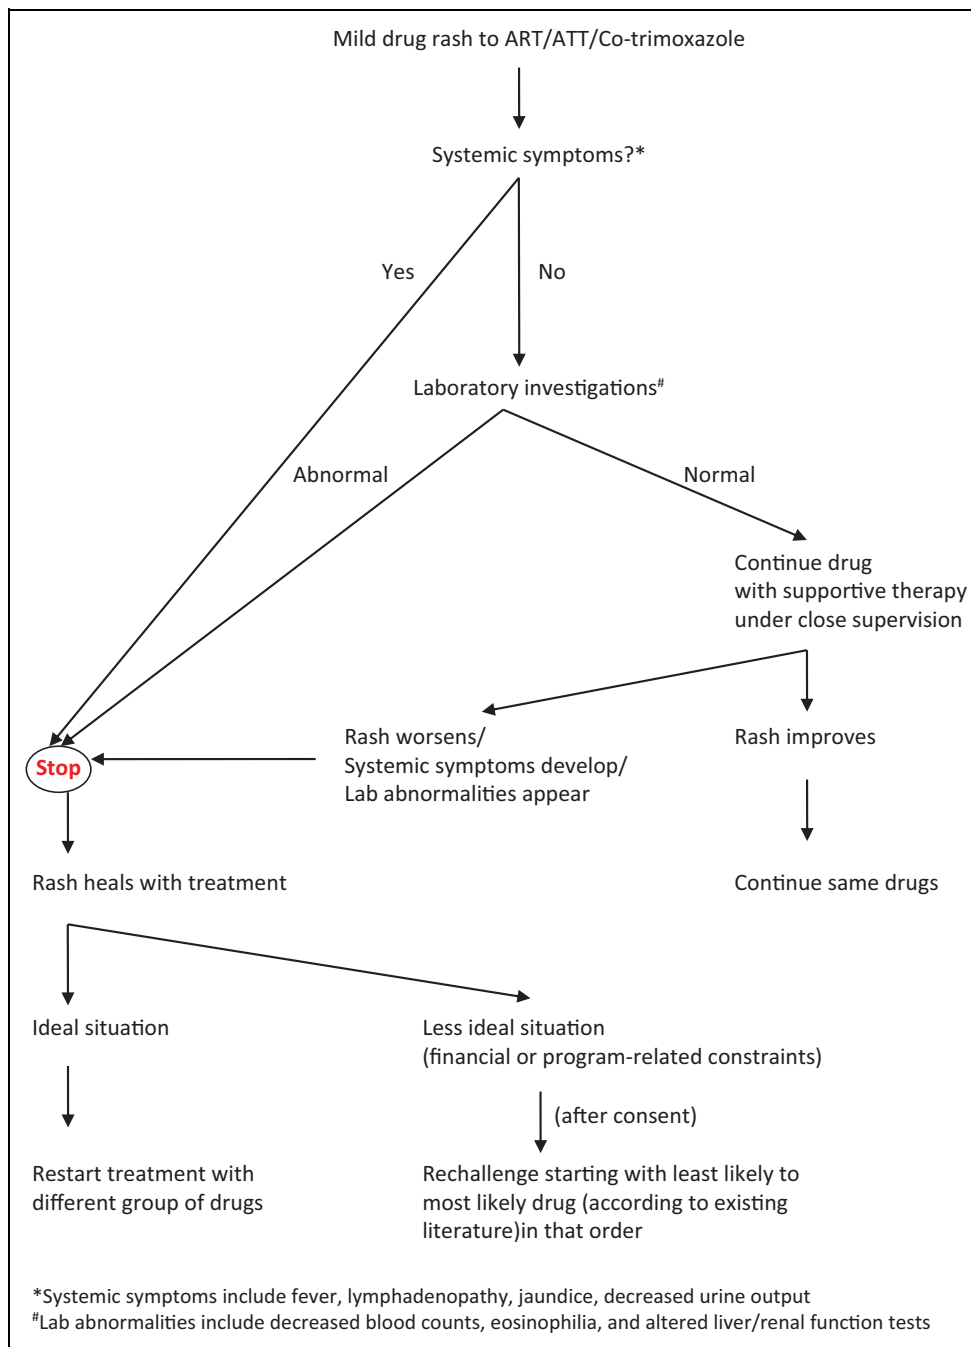 Mild drug rash to ART/ATT/Co-trimoxazole
Systemic symptoms?*
Yes
No
Laboratory investigations#
Abnormal
Normal
Continue drug
with supportive therapy
under close supervision
Rash worsens/
Systemic symptoms develop/
Lab abnormalities appear
Rash improves
Stop
Rash heals with treatment
Continue same drugs
Ideal situation
Less ideal situation
(financial or program-related constraints)
(after consent)
Restart treatment with
different group of drugs
Rechallenge starting with least likely to
most likely drug (according to existing
literature)in that order
*Systemic symptoms include fever, lymphadenopathy, jaundice, decreased urine output
#Lab abnormalities include decreased blood counts, eosinophilia, and altered liver/renal function tests